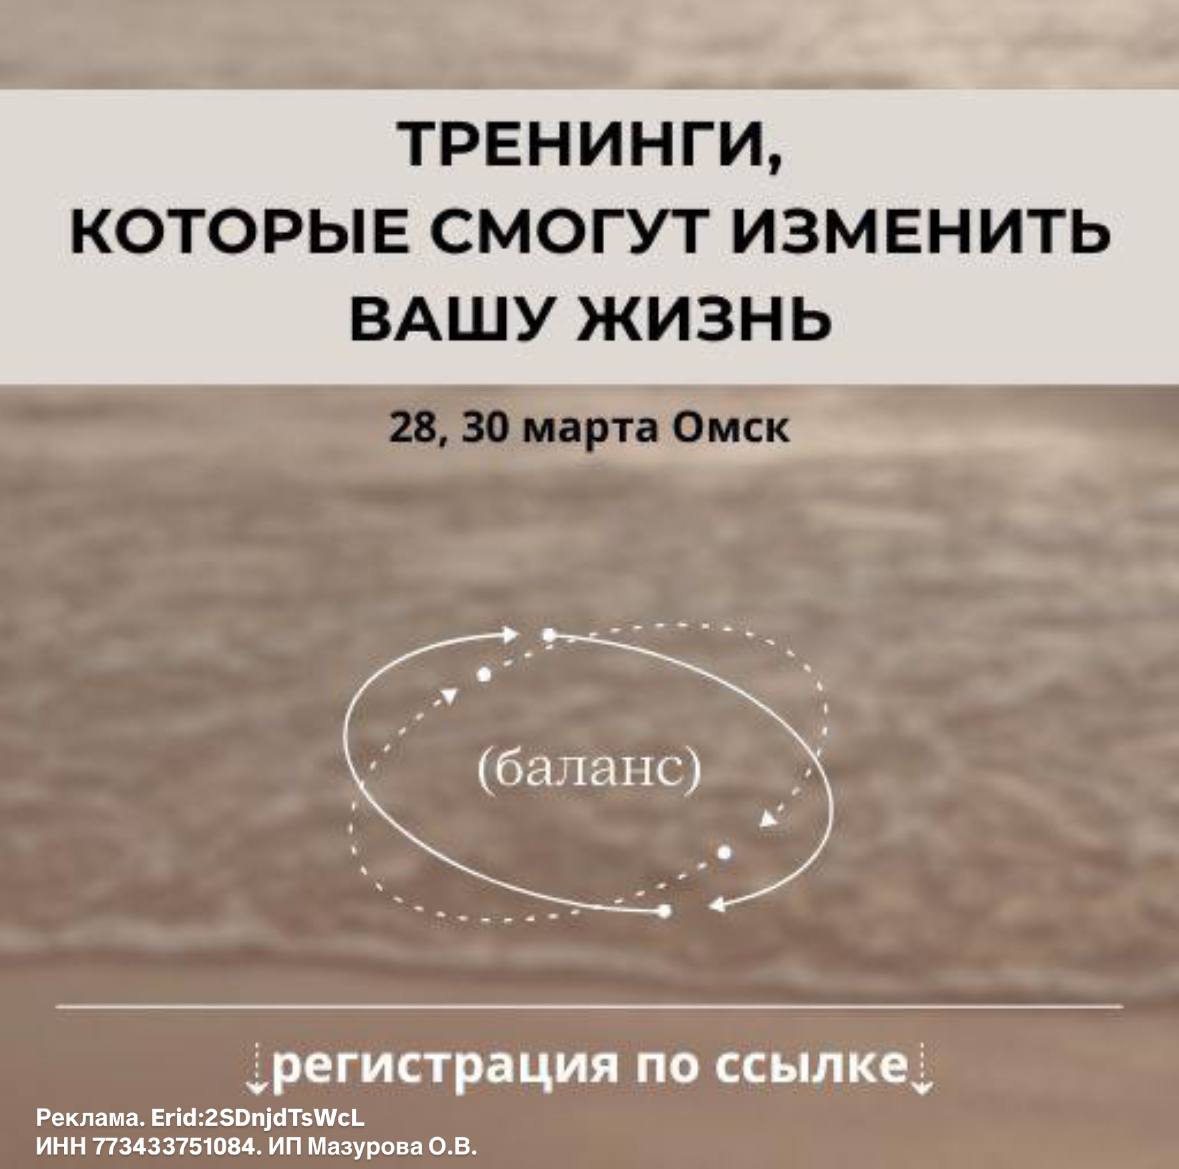 ТРЕНИНГИ,
КОТОРЫЕ СМОГУТ ИЗМЕНИТЬ
ВАШУ ЖИЗНЬ
28, 30 марта Омск
(баланс)
↓регистрация по ссылке↓
Реклама. Erid:2SDnjdTsWcL
ИНН 773433751084. ИП Мазурова О.В.